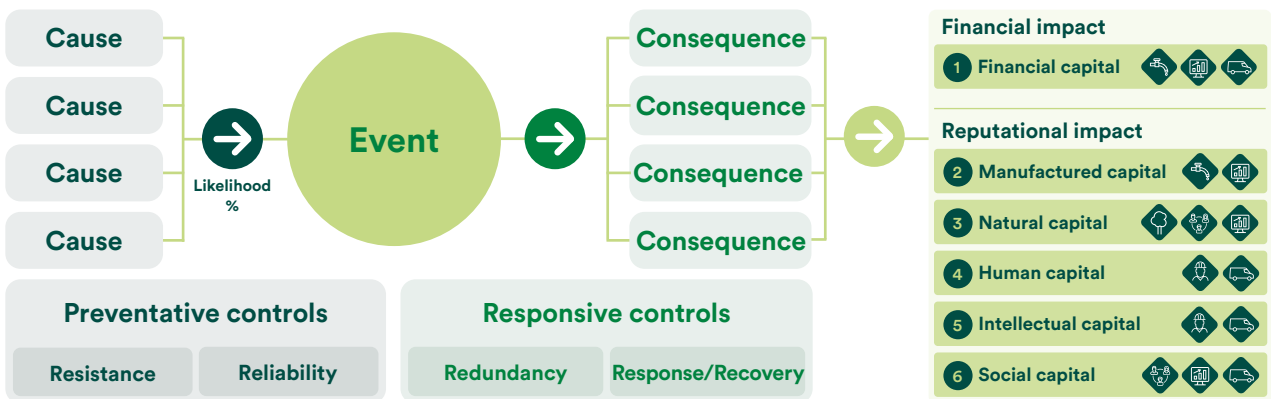 Cause
Cause
Cause
Cause
Likelihood
%
Event
Consequence
Consequence
Consequence
Consequence
Preventative controls
Resistance
Reliability
Responsive controls
Redundancy
Response/Recovery
Financial impact
1 Financial capital
Reputational impact
2 Manufactured capital
3 Natural capital
4 Human capital
5 Intellectual capital
6 Social capital